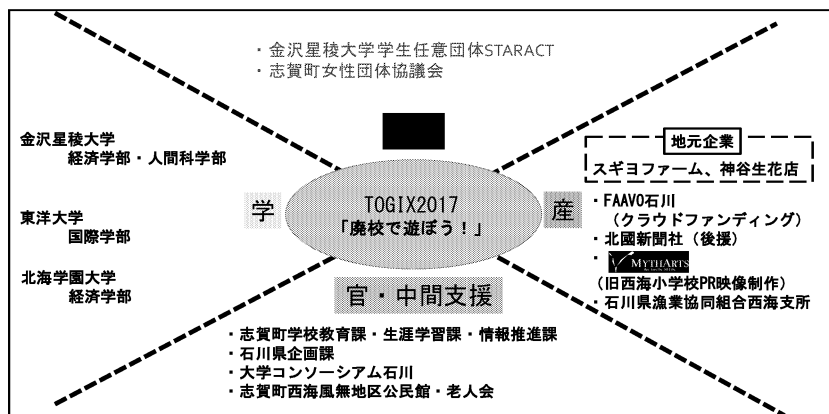 ・金沢星稜大学学生任意団体STARACT
・志賀町女性団体協議会
金沢星稜大学
経済学部・人間科学部
東洋大学
国際学部
北海学園大学
経済学部
学
TOGIX2017
「廃校で遊ぼう！」
産
官・中間支援
地元企業
スギヨファーム、神谷生花店
・FAAVO石川
（クラウドファンディング）
・北國新聞社（後援）
・MYTHARTS
（旧西海小学校PR映像制作）
・石川県漁業協同組合西海支所
・志賀町学校教育課・生涯学習課・情報推進課
・石川県企画課
・大学コンソーシアム石川
・志賀町西海風無地区公民館・老人会